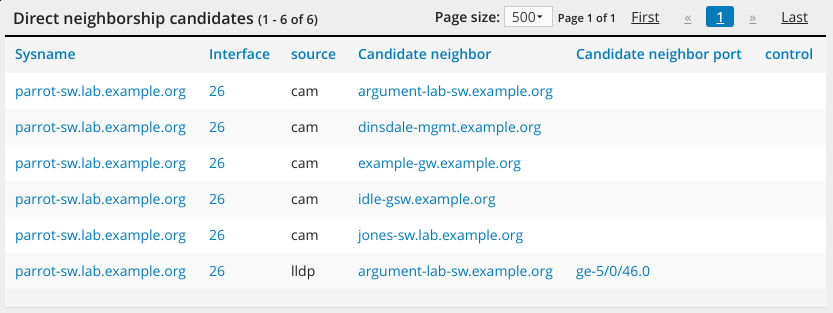 Direct neighborship candidates (1 - 6 of 6) Page size: 500 Page 1 of 1 First « 1 » Last
Sysname Interface source Candidate neighbor Candidate neighbor port control
parrot-sw.lab.example.org 26 cam argument-lab-sw.example.org
parrot-sw.lab.example.org 26 cam dinsdale-mgmt.example.org
parrot-sw.lab.example.org 26 cam example-gw.example.org
parrot-sw.lab.example.org 26 cam idle-gsw.example.org
parrot-sw.lab.example.org 26 cam jones-sw.lab.example.org
parrot-sw.lab.example.org 26 lldp argument-lab-sw.example.org ge-5/0/46.0